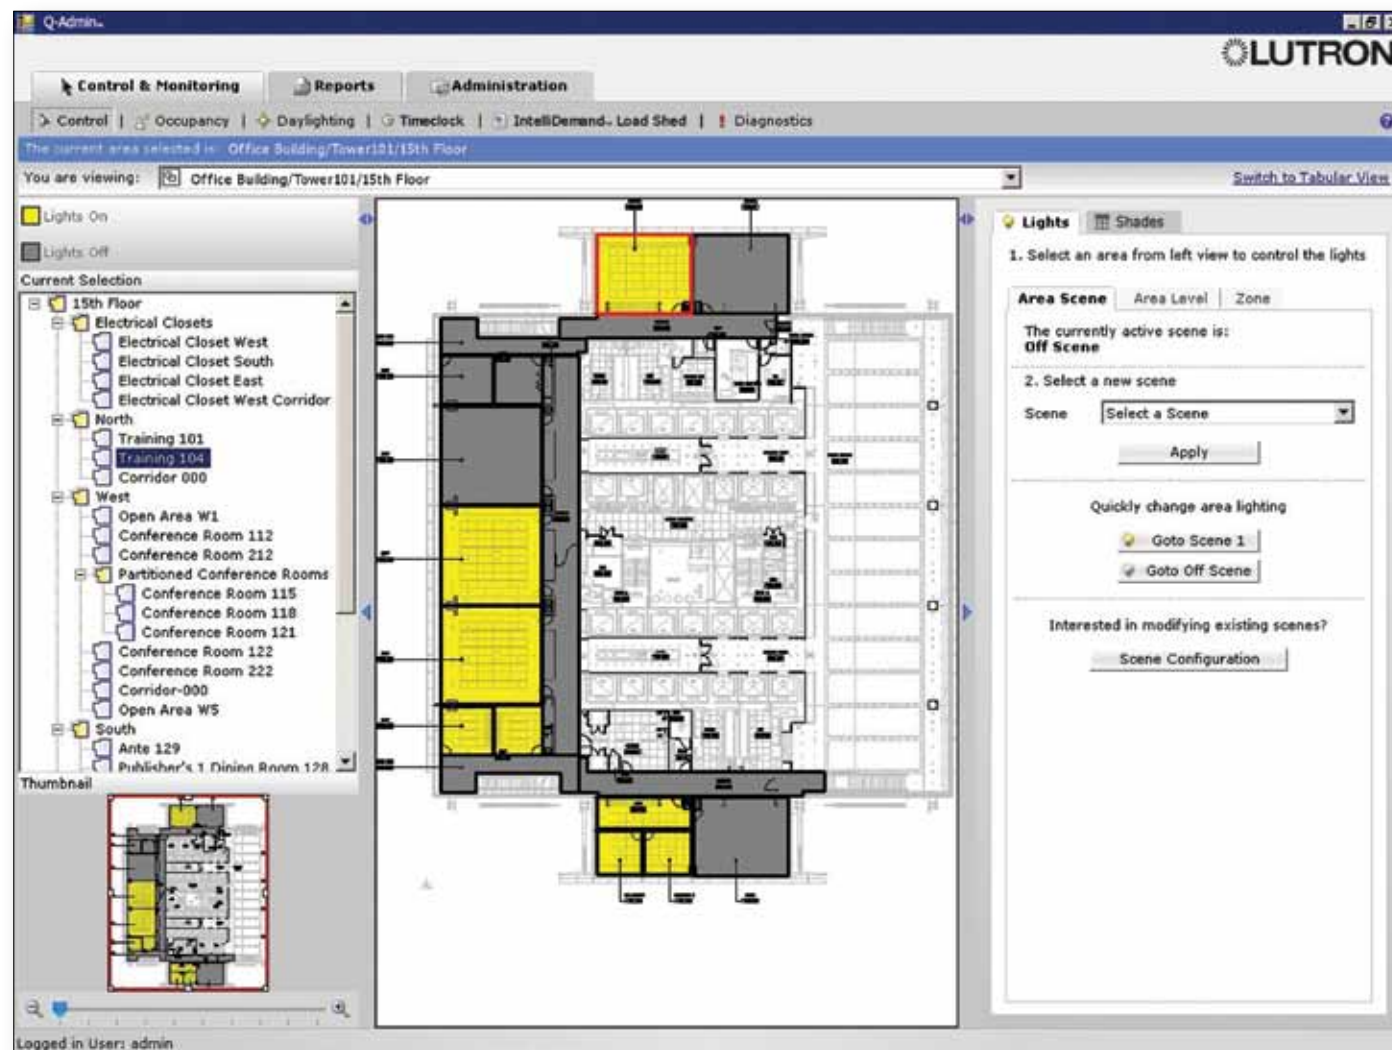 Q-Admin™
LUTRON
Control & Monitoring
Reports
Administration
Control | Occupancy | Daylighting | Timeclock | IntelliDemand™ Load Shed | Diagnostics
The current area selected is: Office Building/Tower101/15th Floor
You are viewing: Office Building/Tower101/15th Floor
Switch to Tabular View
Lights On
Lights Off
Current Selection
15th Floor
Electrical Closets
Electrical Closet West
Electrical Closet South
Electrical Closet East
Electrical Closet West Corridor
North
Training 101
Training 104
Corridor 000
West
Open Area W1
Conference Room 112
Conference Room 212
Partitioned Conference Rooms
Conference Room 115
Conference Room 118
Conference Room 121
Conference Room 122
Conference Room 222
Corridor-000
Open Area W5
South
Ante 129
Publisher's 1 Dining Room 128
Thumbnail
Logged in User: admin
Lights
Shades
1. Select an area from left view to control the lights
Area Scene
Area Level
Zone
The currently active scene is:
Off Scene
2. Select a new scene
Scene
Select a Scene
Apply
Quickly change area lighting
Goto Scene 1
Goto Off Scene
Interested in modifying existing scenes?
Scene Configuration